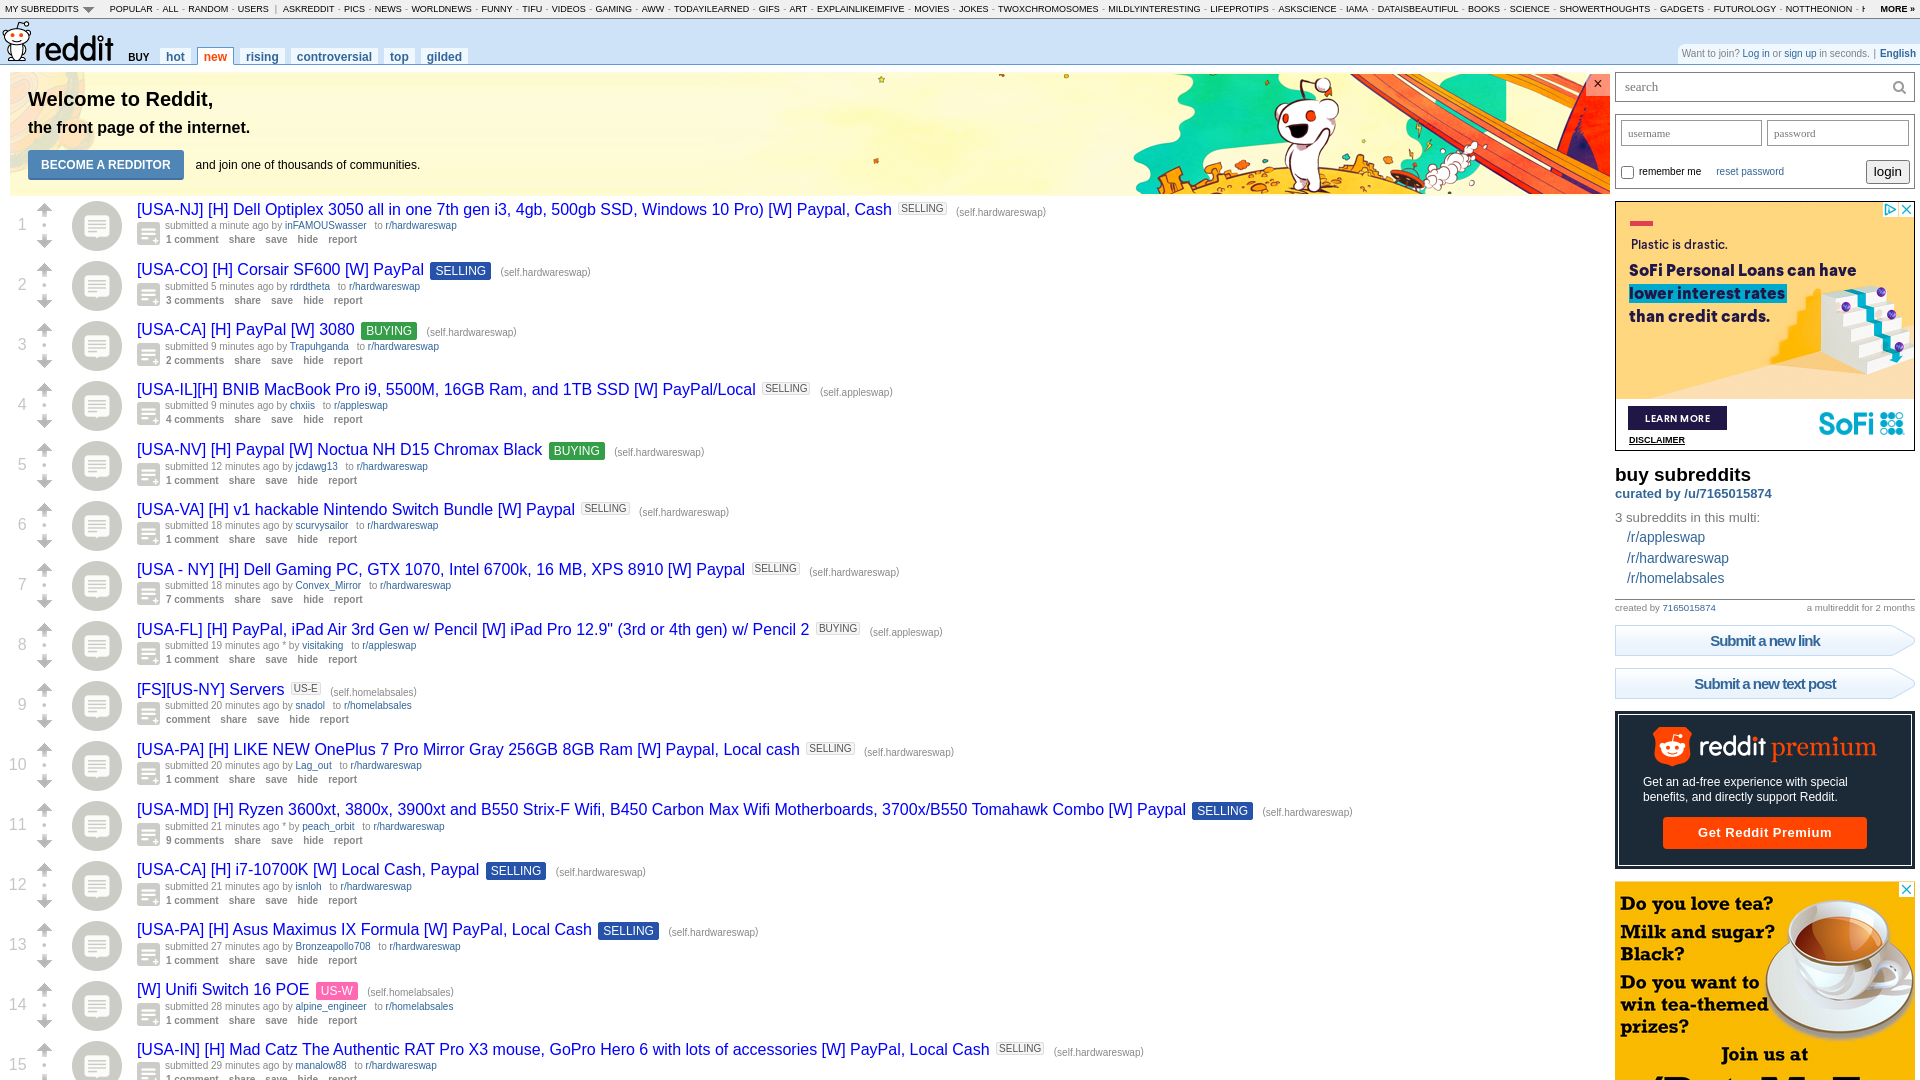 MY SUBREDDITS POPULAR - ALL - RANDOM - USERS | ASKREDDIT - PICS - NEWS - WORLDNEWS - FUNNY - TIFU - VIDEOS - GAMING - AWW - TODAYILEARNED - GIFS - ART - EXPLAINLIKEIMFIVE - MOVIES - JOKES - TWOXCHROMOSOMES - MILDLYINTERESTING - LIFEPROTIPS - ASKSCIENCE - IAMA - DATAISBEAUTIFUL - BOOKS - SCIENCE - SHOWERTHOUGHTS - GADGETS - FUTUROLOGY - NOTTHEONION - MORE »
reddit BUY hot new rising controversial top gilded
Want to join? Log in or sign up in seconds. | English
Welcome to Reddit,
the front page of the internet.
BECOME A REDDITOR and join one of thousands of communities.
×
1
[USA-NJ] [H] Dell Optiplex 3050 all in one 7th gen i3, 4gb, 500gb SSD, Windows 10 Pro) [W] Paypal, Cash SELLING (self.hardwareswap)
submitted a minute ago by inFAMOUSwasser to r/hardwareswap
1 comment share save hide report
2
[USA-CO] [H] Corsair SF600 [W] PayPal SELLING (self.hardwareswap)
submitted 5 minutes ago by rdrdtheta to r/hardwareswap
3 comments share save hide report
3
[USA-CA] [H] PayPal [W] 3080 BUYING (self.hardwareswap)
submitted 9 minutes ago by Trapuhganda to r/hardwareswap
2 comments share save hide report
4
[USA-IL][H] BNIB MacBook Pro i9, 5500M, 16GB Ram, and 1TB SSD [W] PayPal/Local SELLING (self.appleswap)
submitted 9 minutes ago by chxiis to r/appleswap
4 comments share save hide report
5
[USA-NV] [H] Paypal [W] Noctua NH D15 Chromax Black BUYING (self.hardwareswap)
submitted 12 minutes ago by jcdawg13 to r/hardwareswap
1 comment share save hide report
6
[USA-VA] [H] v1 hackable Nintendo Switch Bundle [W] Paypal SELLING (self.hardwareswap)
submitted 18 minutes ago by scurvysailor to r/hardwareswap
1 comment share save hide report
7
[USA - NY] [H] Dell Gaming PC, GTX 1070, Intel 6700k, 16 MB, XPS 8910 [W] Paypal SELLING (self.hardwareswap)
submitted 18 minutes ago by Convex_Mirror to r/hardwareswap
7 comments share save hide report
8
[USA-FL] [H] PayPal, iPad Air 3rd Gen w/ Pencil [W] iPad Pro 12.9" (3rd or 4th gen) w/ Pencil 2 BUYING (self.appleswap)
submitted 19 minutes ago * by visitaking to r/appleswap
1 comment share save hide report
9
[FS][US-NY] Servers US-E (self.homelabsales)
submitted 20 minutes ago by snadol to r/homelabsales
comment share save hide report
10
[USA-PA] [H] LIKE NEW OnePlus 7 Pro Mirror Gray 256GB 8GB Ram [W] Paypal, Local cash SELLING (self.hardwareswap)
submitted 20 minutes ago by Lag_out to r/hardwareswap
1 comment share save hide report
11
[USA-MD] [H] Ryzen 3600xt, 3800x, 3900xt and B550 Strix-F Wifi, B450 Carbon Max Wifi Motherboards, 3700x/B550 Tomahawk Combo [W] Paypal SELLING (self.hardwareswap)
submitted 21 minutes ago * by peach_orbit to r/hardwareswap
9 comments share save hide report
12
[USA-CA] [H] i7-10700K [W] Local Cash, Paypal SELLING (self.hardwareswap)
submitted 21 minutes ago by isnloh to r/hardwareswap
1 comment share save hide report
13
[USA-PA] [H] Asus Maximus IX Formula [W] PayPal, Local Cash SELLING (self.hardwareswap)
submitted 27 minutes ago by Bronzeapollo708 to r/hardwareswap
1 comment share save hide report
14
[W] Unifi Switch 16 POE US-W (self.homelabsales)
submitted 28 minutes ago by alpine_engineer to r/homelabsales
1 comment share save hide report
15
[USA-IN] [H] Mad Catz The Authentic RAT Pro X3 mouse, GoPro Hero 6 with lots of accessories [W] PayPal, Local Cash SELLING (self.hardwareswap)
submitted 29 minutes ago by manalow88 to r/hardwareswap
1 comment share save hide report
search
username password
remember me reset password login
Plastic is drastic.
SoFi Personal Loans can have
lower interest rates
than credit cards.
LEARN MORE
SoFi
DISCLAIMER
buy subreddits
curated by /u/7165015874
3 subreddits in this multi:
/r/appleswap
/r/hardwareswap
/r/homelabsales
created by 7165015874 a multireddit for 2 months
Submit a new link
Submit a new text post
reddit premium
Get an ad-free experience with special
benefits, and directly support Reddit.
Get Reddit Premium
Do you love tea?
Milk and sugar?
Black?
Do you want to
win tea-themed
prizes?
Join us at